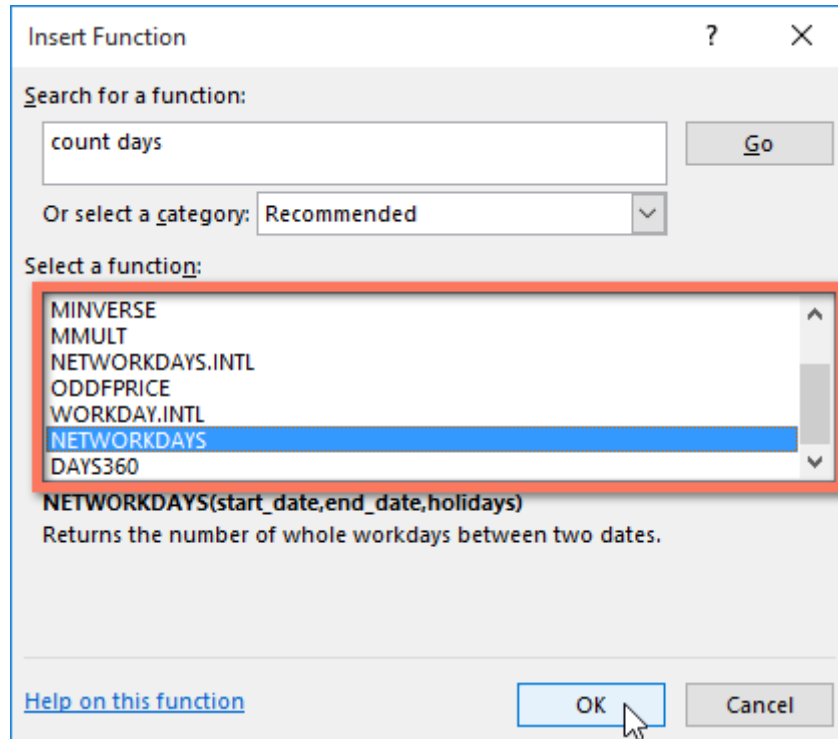 Insert Function
?
Search for a function:
count days
Go
Or select a category: Recommended
Select a function:
MINVERSE
MMULT
NETWORKDAYS.INTL
ODDFPRICE
WORKDAY.INTL
NETWORKDAYS
DAYS360
NETWORKDAYS(start_date,end_date,holidays)
Returns the number of whole workdays between two dates.
Help on this function
OK
Cancel